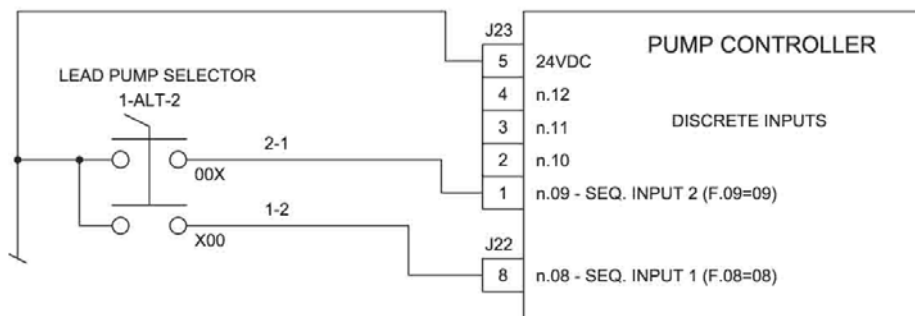 J23
PUMP CONTROLLER
5 24VDC
LEAD PUMP SELECTOR
1-ALT-2
4 n.12
3 n.11
DISCRETE INPUTS
2-1
2 n.10
00X
1 n.09 - SEQ. INPUT 2 (F.09=09)
1-2
X00
J22
8 n.08 - SEQ. INPUT 1 (F.08=08)